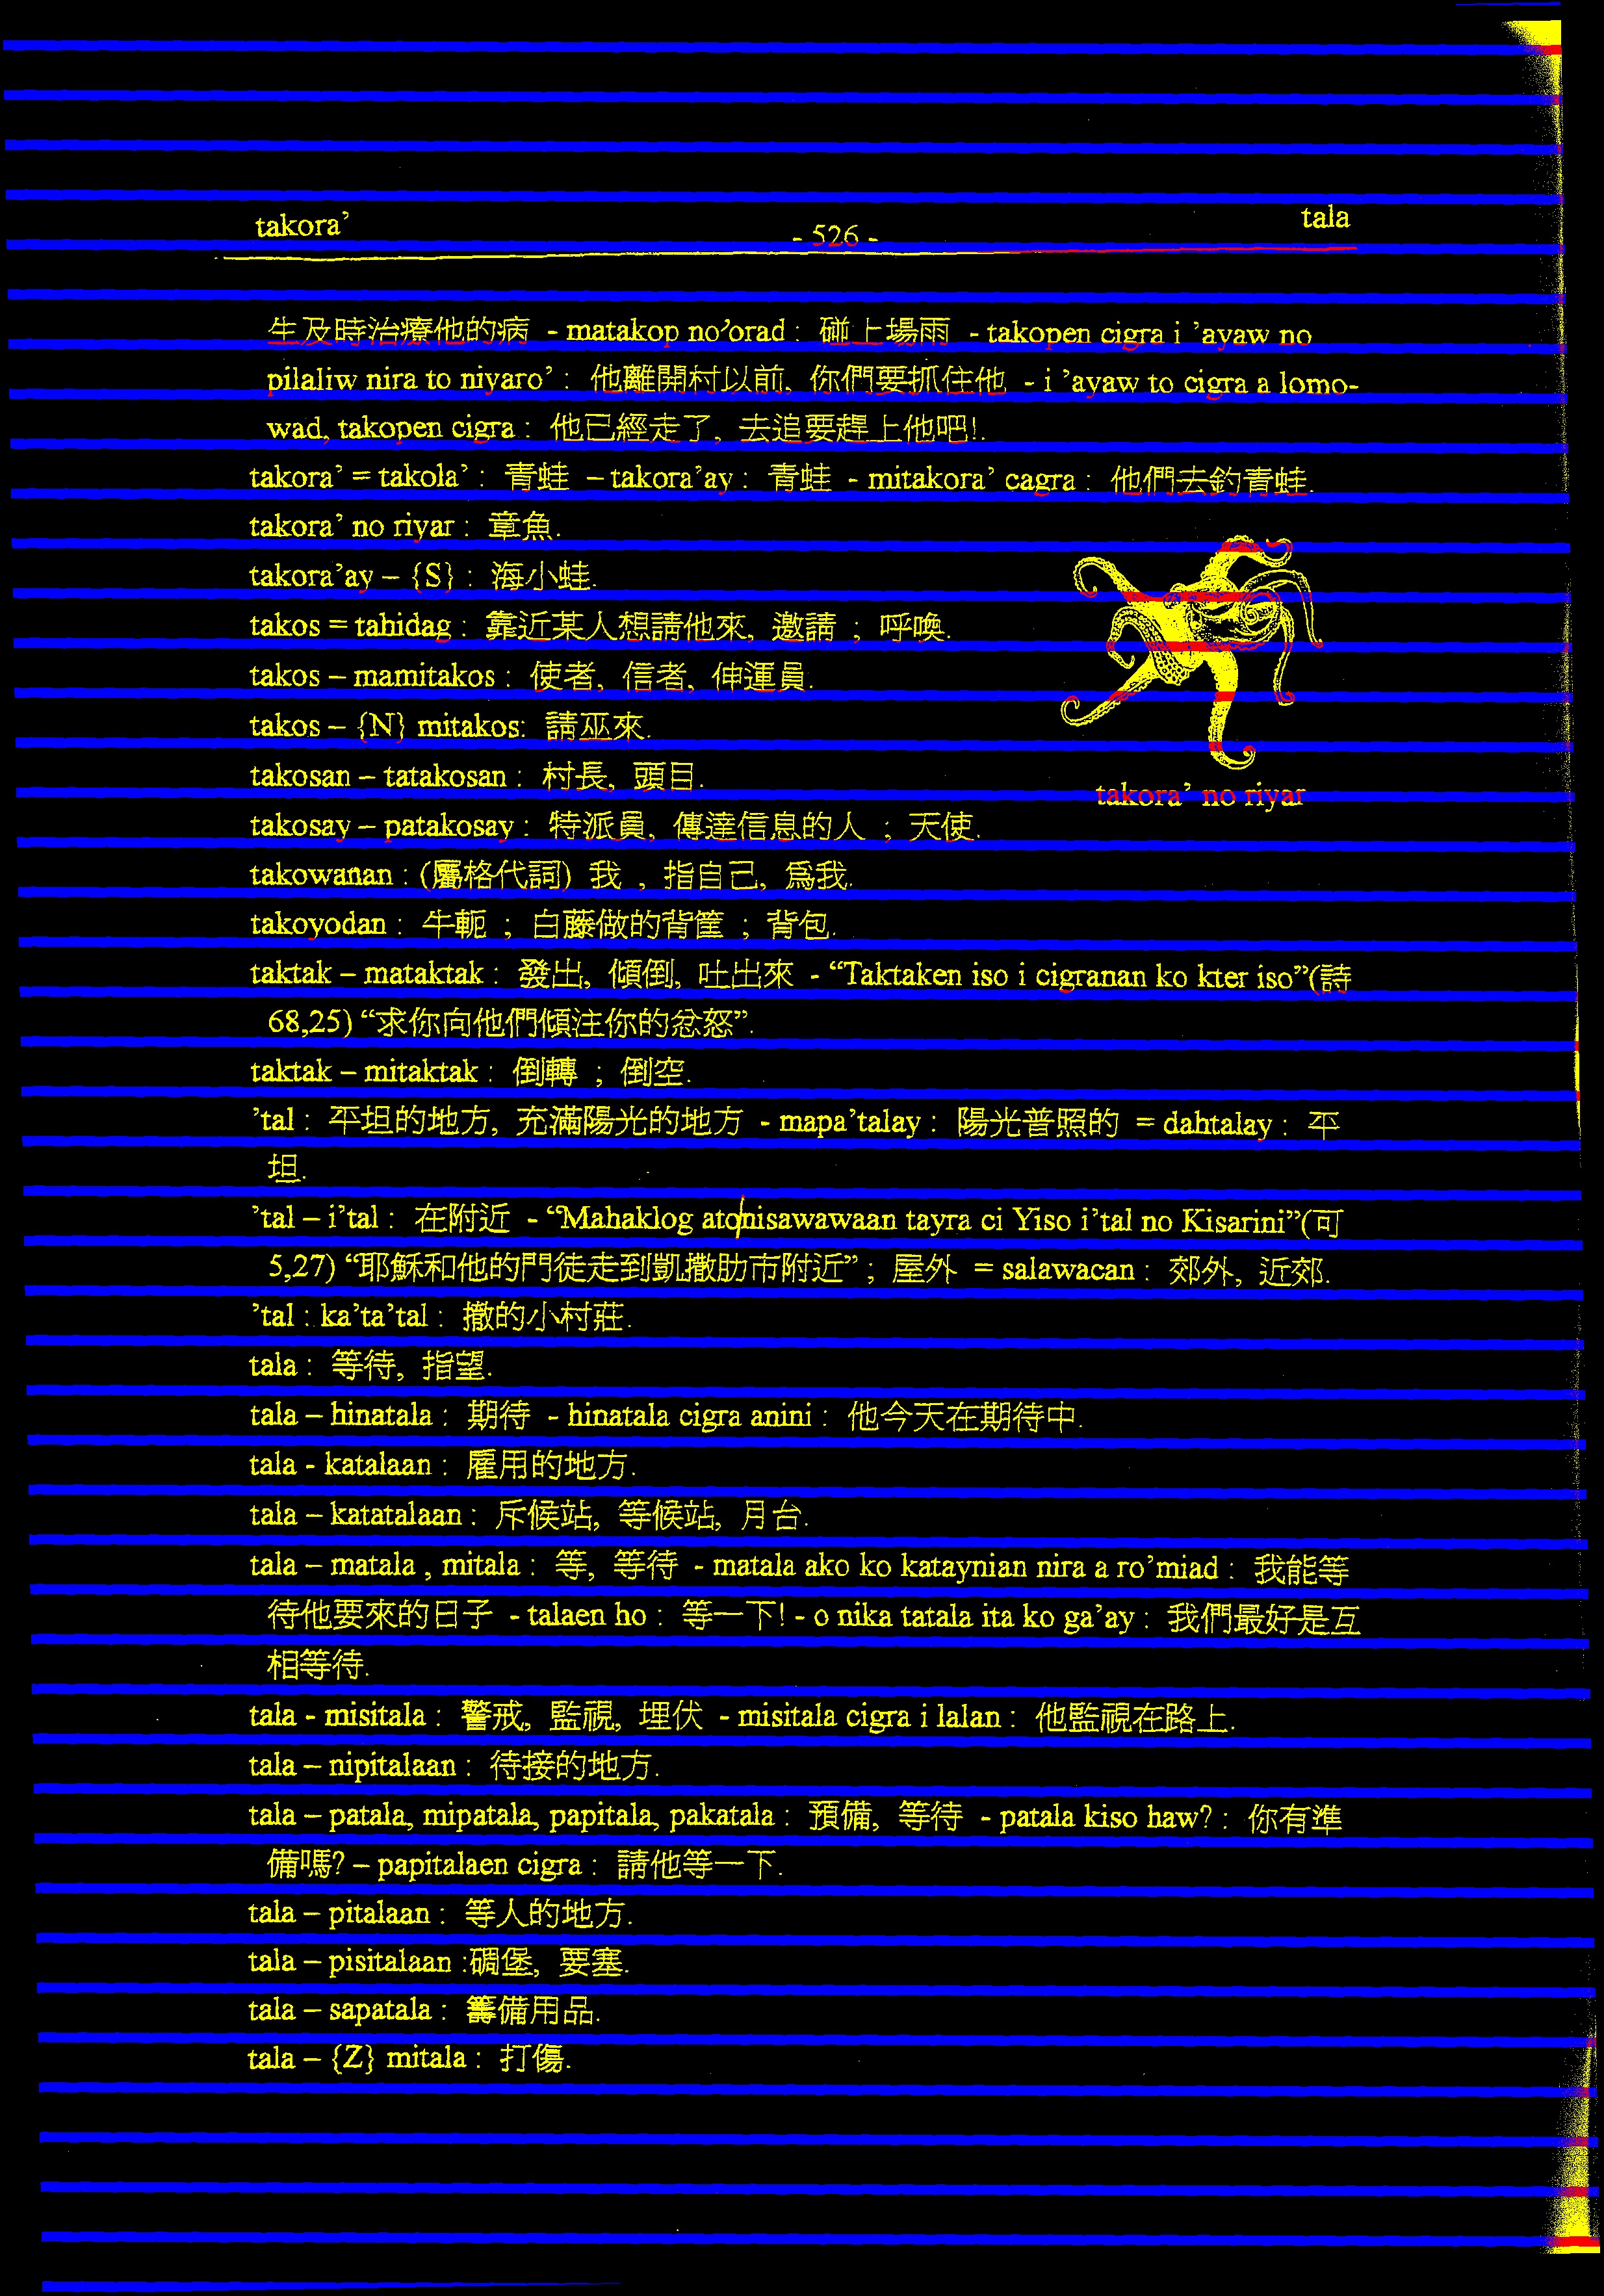 takora’ - 526 - tala
生及時治療他的病 - matakop no’orad : 碰上場雨 - takopen cigra i ’ayaw no
pilaliw nira to niyaro’ : 他離開村以前, 你們要抓住他 - i ’ayaw to cigra a lomo-
wad, takopen cigra : 他已經走了, 去追要趕上他吧!.
takora’ = takola’ : 青蛙 – takora’ay : 青蛙 - mitakora’ cagra : 他們去釣青蛙.
takora’ no riyar : 章魚.
takora’ay – {S} : 海小蛙.
takos = tahidag : 靠近某人想請他來, 邀請 ; 呼喚.
takos – mamitakos : 使者, 信者, 伸運員.
takos – {N} mitakos: 請巫來.
takosan – tatakosan : 村長, 頭目.
takora’ no riyar
takosay – patakosay : 特派員, 傳達信息的人 ; 天使.
takowanan : (屬格代詞) 我 , 指自己, 爲我.
takoyodan : 牛軛 ; 白藤做的背筐 ; 背包.
taktak – mataktak : 發出, 傾倒, 吐出來 - “Taktaken iso i cigranan ko kter iso”(詩
68,25) “求你向他們傾注你的忿怒”.
taktak – mitaktak : 倒轉 ; 倒空.
’tal : 平坦的地方, 充滿陽光的地方 - mapa’talay : 陽光普照的 = dahtalay : 平
坦.
’tal – i’tal : 在附近 - “Mahaklog ato nisawawaan tayra ci Yiso i’tal no Kisarini”(可
5,27) “耶穌和他的門徒走到凱撒肋市附近” ; 屋外 = salawacan : 郊外, 近郊.
’tal : ka’ta’tal : 撒的小村莊.
tala : 等待, 指望.
tala – hinatala : 期待 - hinatala cigra anini : 他今天在期待中.
tala - katalaan : 雇用的地方.
tala – katatalaan : 斥候站, 等候站, 月台.
tala – matala , mitala : 等, 等待 - matala ako ko kataynian nira a ro’miad : 我能等
待他要來的日子 - talaen ho : 等一下! - o nika tatala ita ko ga’ay : 我們最好是互
相等待.
tala - misitala : 警戒, 監視, 埋伏 - misitala cigra i lalan : 他監視在路上.
tala – nipitalaan : 待接的地方.
tala – patala, mipatala, papitala, pakatala : 預備, 等待 - patala kiso haw? : 你有準
備嗎? – papitalaen cigra : 請他等一下.
tala – pitalaan : 等人的地方.
tala – pisitalaan :碉堡, 要塞.
tala – sapatala : 籌備用品.
tala – {Z} mitala : 打傷.